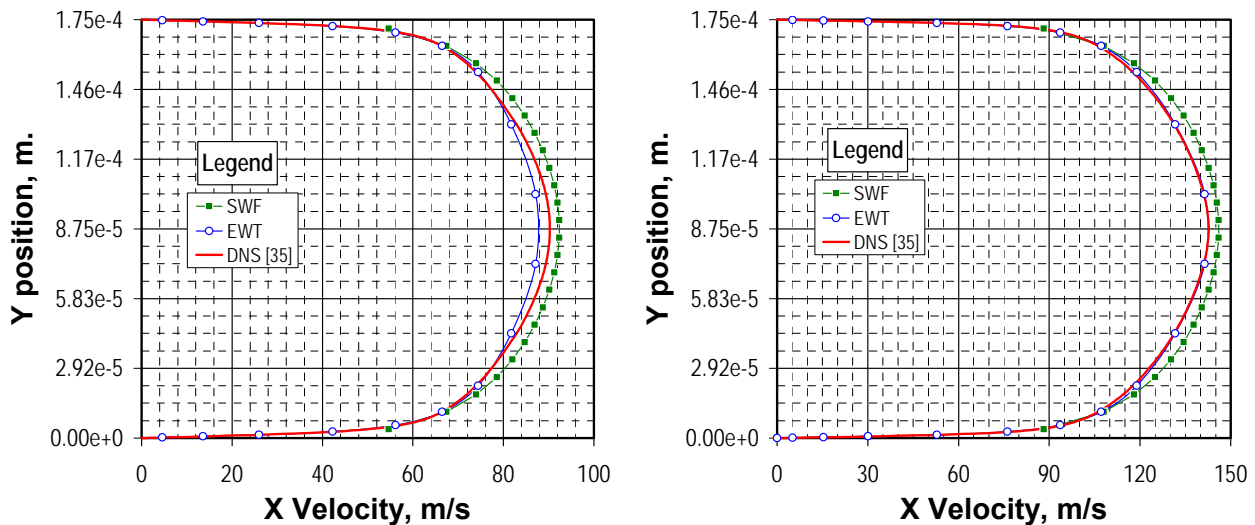 1.75e-4
1.46e-4
1.17e-4
8.75e-5
5.83e-5
2.92e-5
0.00e+0
Y position, m.
Legend
SWF
EWT
DNS [35]
0 20 40 60 80 100
X Velocity, m/s
1.75e-4
1.46e-4
1.17e-4
8.75e-5
5.83e-5
2.92e-5
0.00e+0
Y position, m.
Legend
SWF
EWT
DNS [35]
0 30 60 90 120 150
X Velocity, m/s